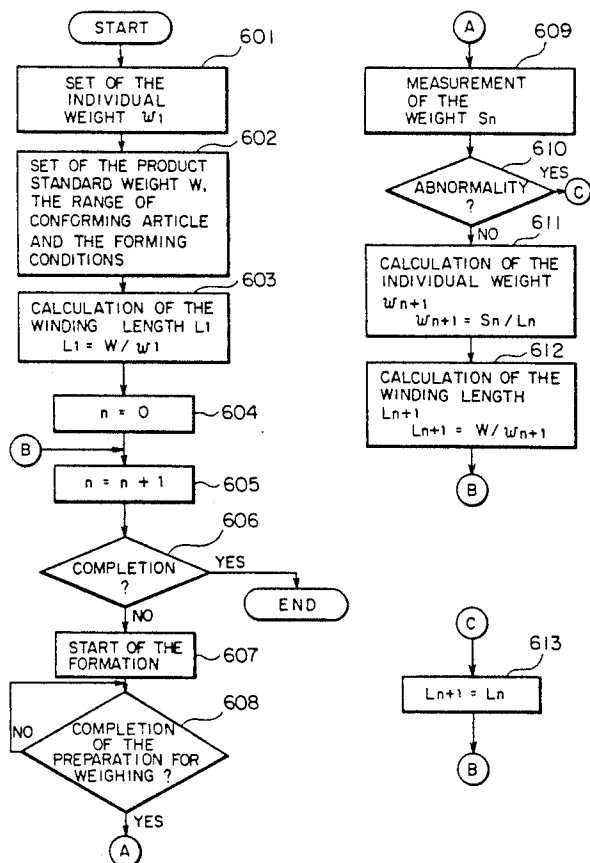 START
601
SET OF THE
INDIVIDUAL
WEIGHT w1
602
SET OF THE PRODUCT
STANDARD WEIGHT W,
THE RANGE OF
CONFORMING ARTICLE
AND THE FORMING
CONDITIONS
603
CALCULATION OF THE
WINDING LENGTH L1
L1 = W / w1
n = 0
604
B
n = n + 1
605
606
COMPLETION
?
YES
END
NO
START OF THE
FORMATION
607
608
NO
COMPLETION
OF THE
PREPARATION FOR
WEIGHING ?
YES
A
A
609
MEASUREMENT
OF THE
WEIGHT Sn
610
ABNORMALITY
?
YES
C
NO
611
CALCULATION OF THE
INDIVIDUAL WEIGHT
wn+1
wn+1 = Sn / Ln
612
CALCULATION OF THE
WINDING LENGTH
Ln+1
Ln+1 = W / wn+1
B
C
613
Ln+1 = Ln
B